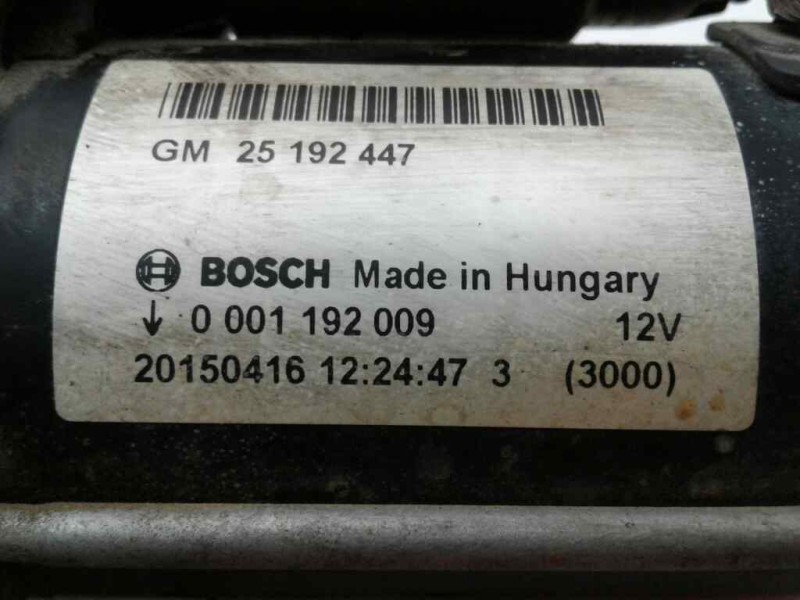 GM 25 192 447
BOSCH Made in Hungary
↓ 0 001 192 009 12V
20150416 12:24:47 3 (3000)